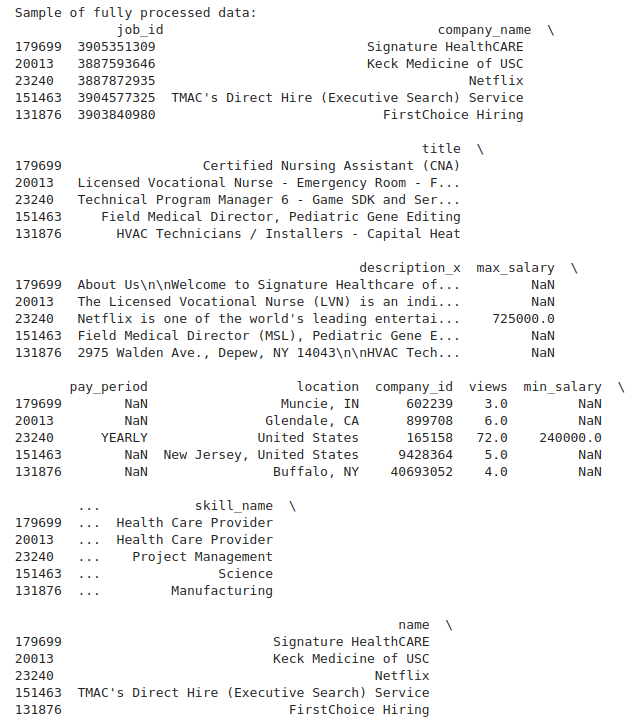 Sample of fully processed data:
             job_id                                   company_name  \
179699  3905351309                           Signature HealthCARE
20013   3887593646                           Keck Medicine of USC
23240   3887872935                                        Netflix
151463  3904577325  TMAC's Direct Hire (Executive Search) Service
131876  3903840980                             FirstChoice Hiring

                                                    title  \
179699                  Certified Nursing Assistant (CNA)
20013   Licensed Vocational Nurse - Emergency Room - F...
23240   Technical Program Manager 6 - Game SDK and Ser...
151463     Field Medical Director, Pediatric Gene Editing
131876       HVAC Technicians / Installers - Capital Heat

                                            description_x  max_salary  \
179699  About Us\n\nWelcome to Signature Healthcare of...         NaN
20013   The Licensed Vocational Nurse (LVN) is an indi...         NaN
23240   Netflix is one of the world's leading entertai...    725000.0
151463  Field Medical Director (MSL), Pediatric Gene E...         NaN
131876  2975 Walden Ave., Depew, NY 14043\n\nHVAC Tech...         NaN

       pay_period                   location  company_id  views  min_salary  \
179699        NaN                 Muncie, IN      602239    3.0         NaN
20013         NaN               Glendale, CA      899708    6.0         NaN
23240      YEARLY              United States      165158   72.0    240000.0
151463        NaN  New Jersey, United States     9428364    5.0         NaN
131876        NaN                Buffalo, NY    40693052    4.0         NaN

        ...            skill_name  \
179699  ...  Health Care Provider
20013   ...  Health Care Provider
23240   ...    Project Management
151463  ...               Science
131876  ...         Manufacturing

                                                 name  \
179699                           Signature HealthCARE
20013                            Keck Medicine of USC
23240                                         Netflix
151463  TMAC's Direct Hire (Executive Search) Service
131876                             FirstChoice Hiring